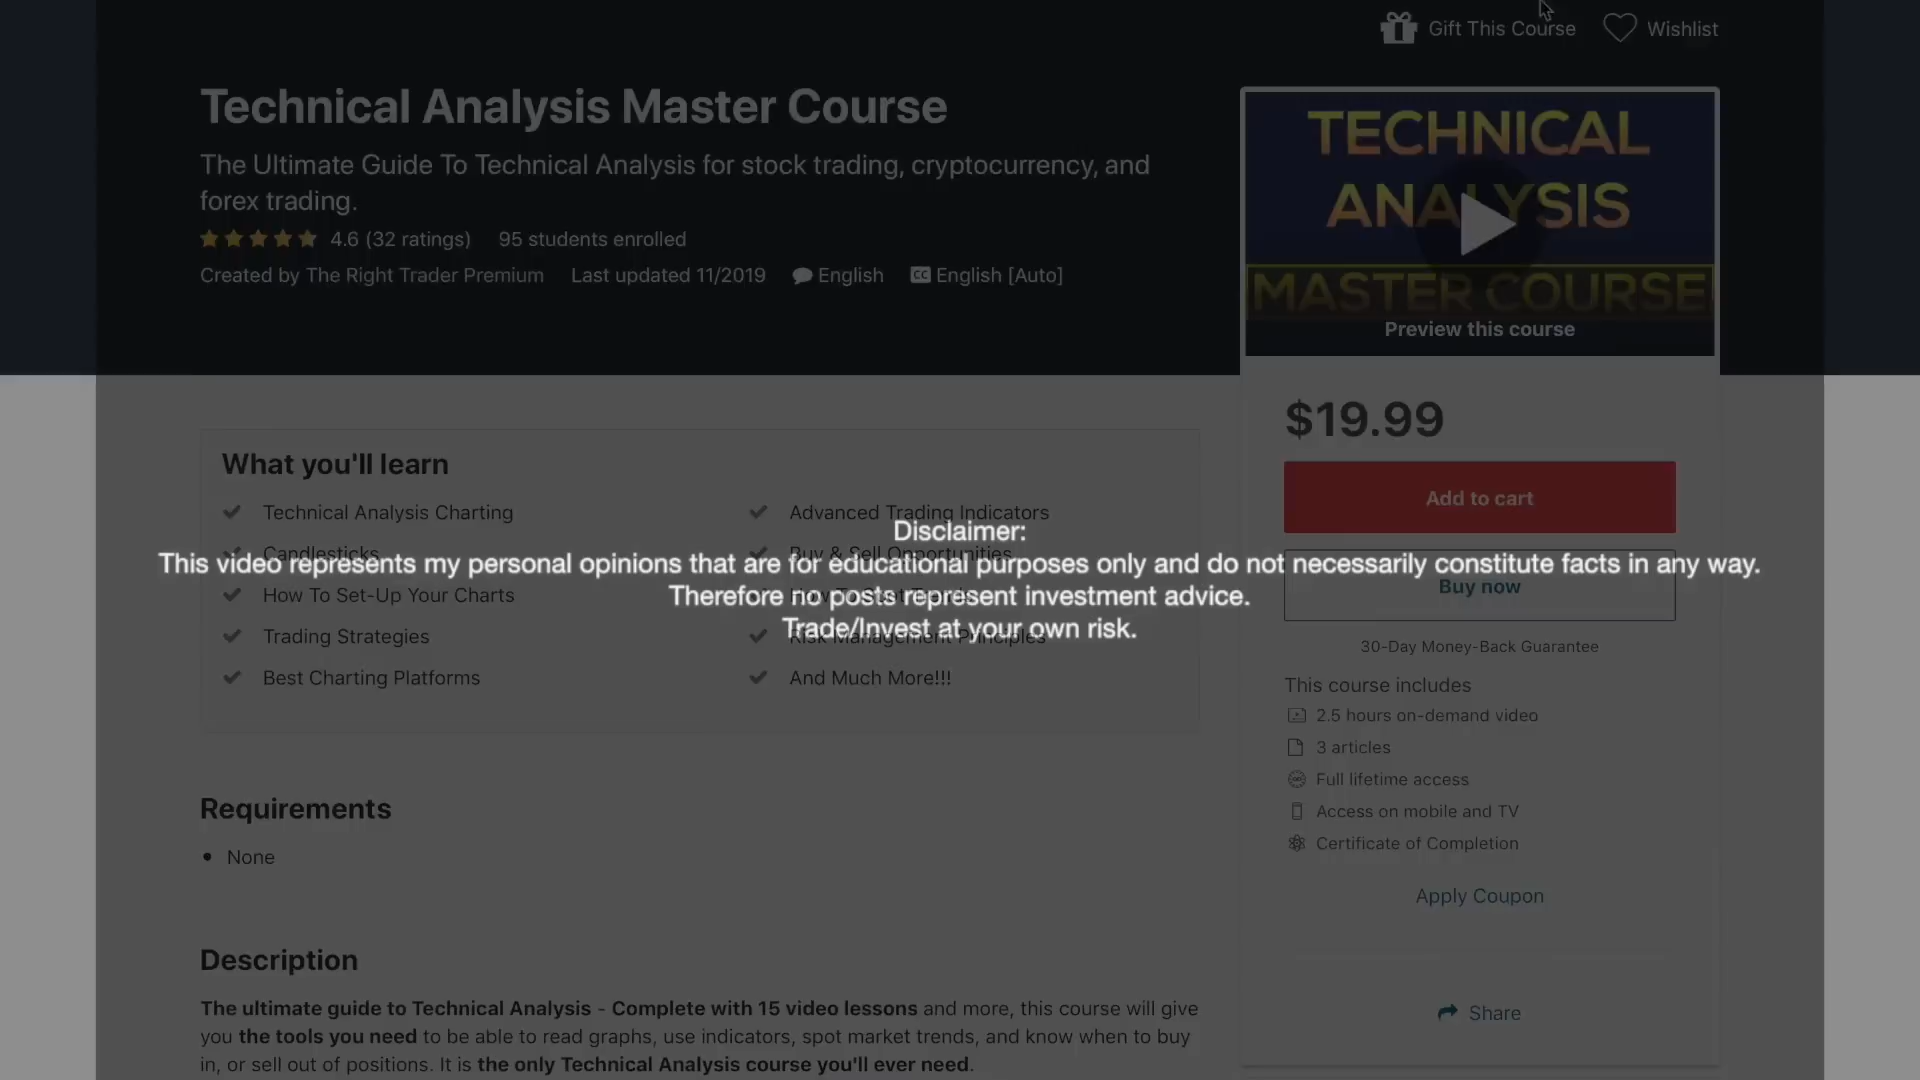 Gift This Course
Wishlist
Technical Analysis Master Course
The Ultimate Guide To Technical Analysis for stock trading, cryptocurrency, and
forex trading.
4.6 (32 ratings) 95 students enrolled
Created by The Right Trader Premium Last updated 11/2019 English CC English [Auto]
TECHNICAL
ANALYSIS
MASTER COURSE
Preview this course
$19.99
Add to cart
Buy now
30-Day Money-Back Guarantee
This course includes
2.5 hours on-demand video
3 articles
Full lifetime access
Access on mobile and TV
Certificate of Completion
Apply Coupon
Share
What you'll learn
Technical Analysis Charting
Advanced Trading Indicators
Candlesticks
Buy & Sell Opportunities
How To Set-Up Your Charts
How To
Trading Strategies
Risk Management Principles
Best Charting Platforms
And Much More!!!
Disclaimer:
This video represents my personal opinions that are for educational purposes only and do not necessarily constitute facts in any way.
Therefore no posts represent investment advice.
Trade/Invest at your own risk.
Requirements
None
Description
The ultimate guide to Technical Analysis - Complete with 15 video lessons and more, this course will give
you the tools you need to be able to read graphs, use indicators, spot market trends, and know when to buy
in, or sell out of positions. It is the only Technical Analysis course you'll ever need.